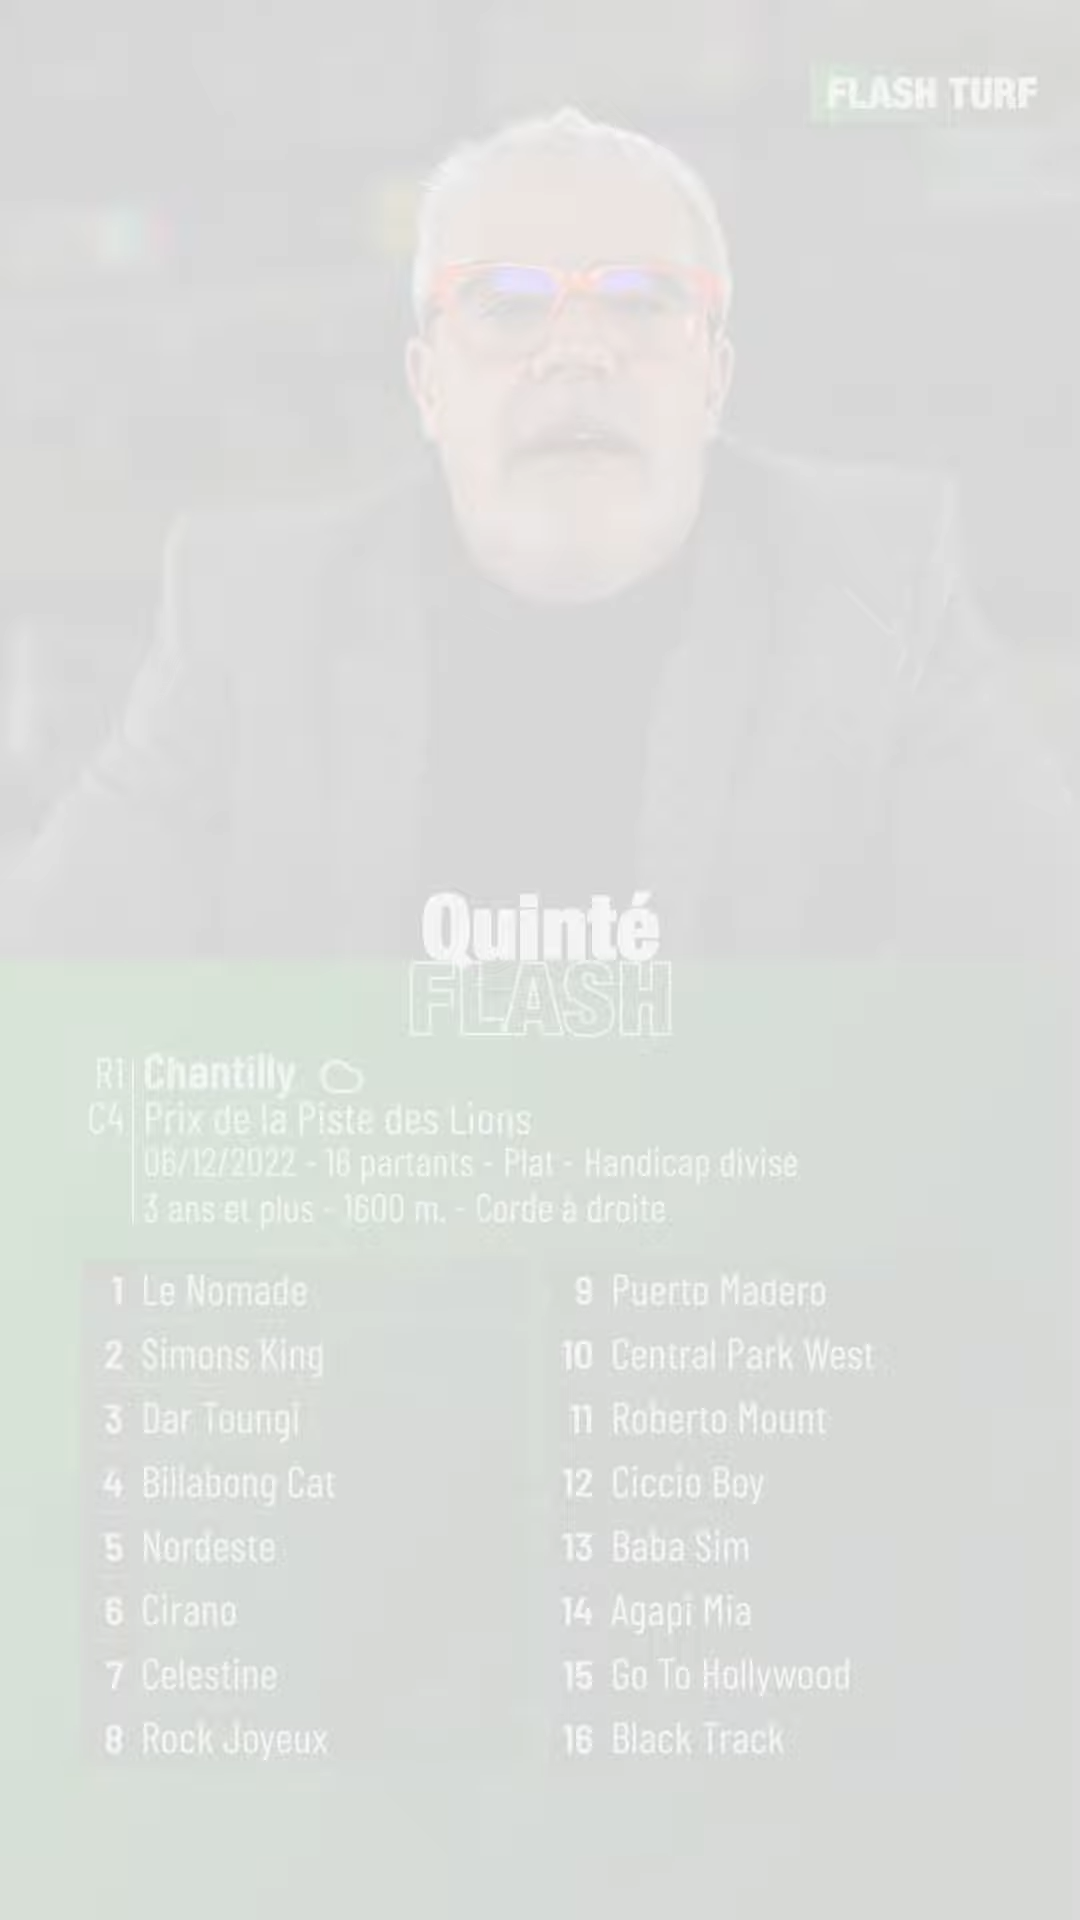 FLASH TURF
Quinté
FLASH
R1 Chantilly
C4 Prix de la Piste des Lions
06/12/2022 - 16 partants - Plat - Handicap divisé
3 ans et plus - 1600 m. - Corde à droite
1 Le Nomade
2 Simons King
3 Dar Toungi
4 Billabong Cat
5 Nordeste
6 Cirano
7 Celestine
8 Rock Joyeux
9 Puerto Madero
10 Central Park West
11 Roberto Mount
12 Ciccio Boy
13 Baba Sim
14 Agapi Mia
15 Go To Hollywood
16 Black Track